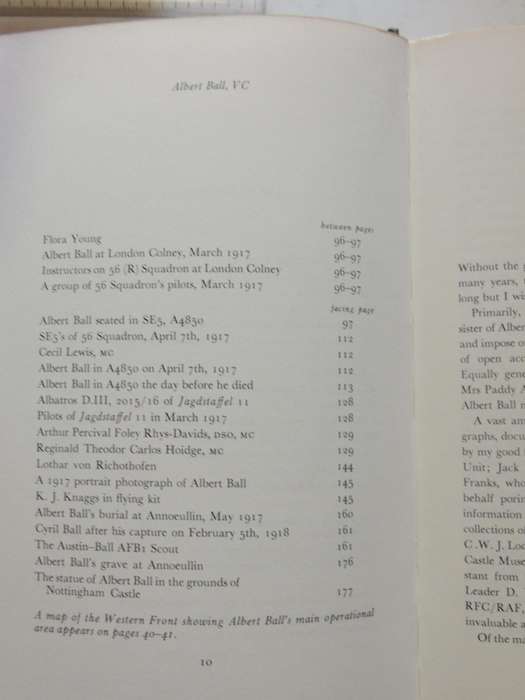 Albert Ball, VC
between pages
Flora Young 96–97
Albert Ball at London Colney, March 1917 96–97
Instructors on 56 (R) Squadron at London Colney 96–97
A group of 56 Squadron's pilots, March 1917 96–97
facing page
Albert Ball seated in SE5, A4850 97
SE5's of 56 Squadron, April 7th, 1917 112
Cecil Lewis, MC 112
Albert Ball in A4850 on April 7th, 1917 112
Albert Ball in A4850 the day before he died 113
Albatros D.III, 2015/16 of Jagdstaffel 11 128
Pilots of Jagdstaffel 11 in March 1917 128
Arthur Percival Foley Rhys-Davids, DSO, MC 129
Reginald Theodor Carlos Hoidge, MC 129
Lothar von Richothofen 144
A 1917 portrait photograph of Albert Ball 145
K. J. Knaggs in flying kit 145
Albert Ball's burial at Annoeullin, May 1917 160
Cyril Ball after his capture on February 5th, 1918 161
The Austin–Ball AFB1 Scout 161
Albert Ball's grave at Annoeullin 176
The statue of Albert Ball in the grounds of
Nottingham Castle 177
A map of the Western Front showing Albert Ball's main operational
area appears on pages 40–41.
10
Without the
many years,
long but I wi
Primarily,
sister of Alber
and impose o
of open acc
Equally gene
Mrs Paddy
Albert Ball
A vast am
graphs, docu
by my good
Unit; Jack
Franks, who
behalf porin
information
collections of
C.W.J. Loc
Castle Muse
stant from
Leader D.
RFC/RAF,
invaluable a
Of the ma